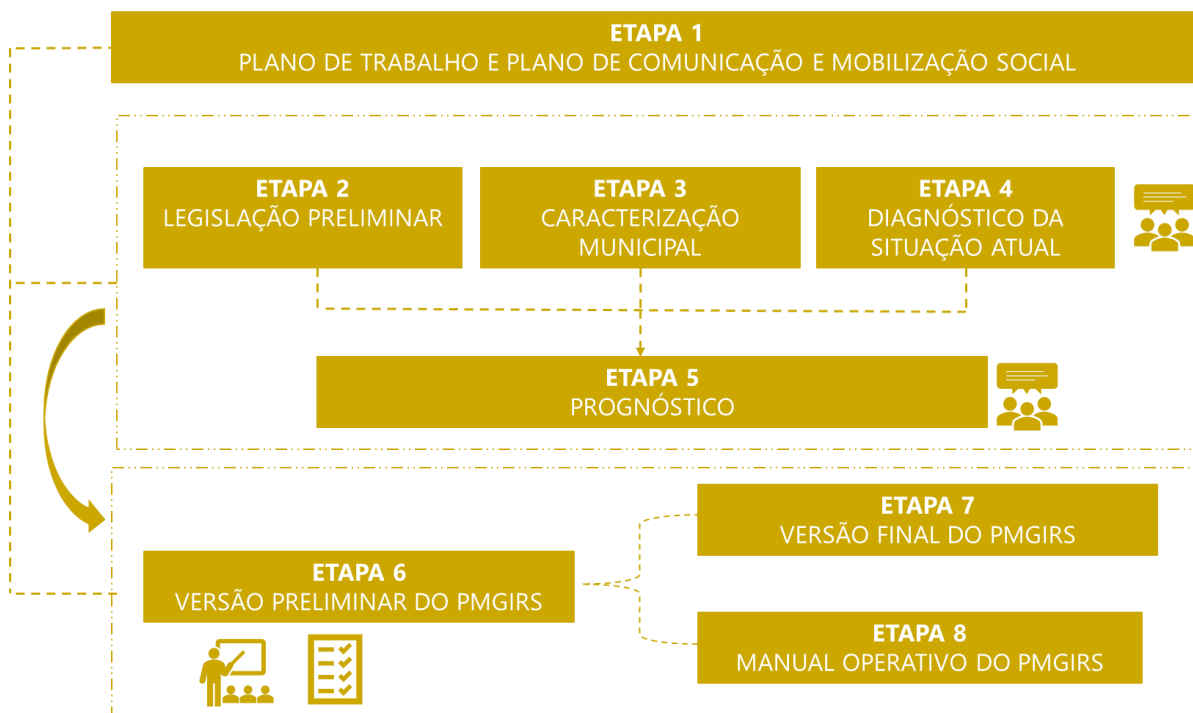 ETAPA 1
PLANO DE TRABALHO E PLANO DE COMUNICAÇÃO E MOBILIZAÇÃO SOCIAL
ETAPA 2
LEGISLAÇÃO PRELIMINAR
ETAPA 3
CARACTERIZAÇÃO
MUNICIPAL
ETAPA 4
DIAGNÓSTICO DA
SITUAÇÃO ATUAL
ETAPA 5
PROGNÓSTICO
ETAPA 6
VERSÃO PRELIMINAR DO PMGIRS
ETAPA 7
VERSÃO FINAL DO PMGIRS
ETAPA 8
MANUAL OPERATIVO DO PMGIRS